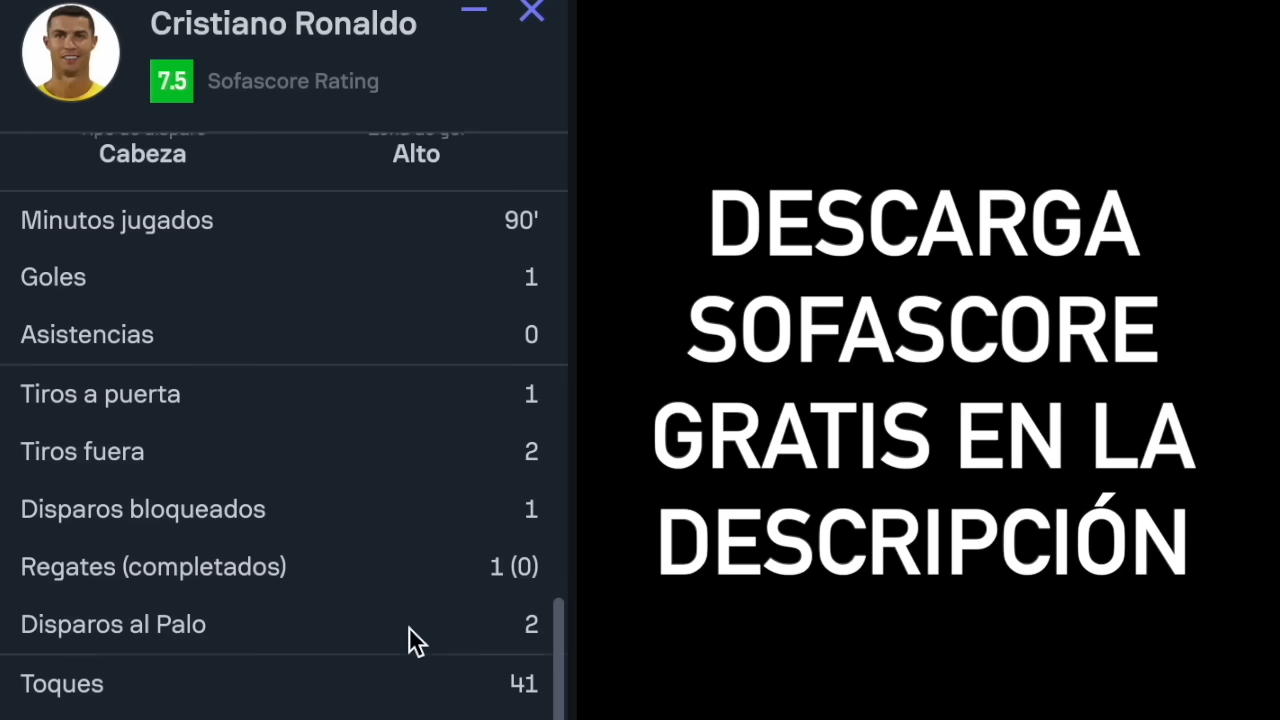 Cristiano Ronaldo
7.5 Sofascore Rating
Cabeza Alto
Minutos jugados 90'
Goles 1
Asistencias 0
Tiros a puerta 1
Tiros fuera 2
Disparos bloqueados 1
Regates (completados) 1 (0)
Disparos al Palo 2
Toques 41
DESCARGA
SOFASCORE
GRATIS EN LA
DESCRIPCIÓN